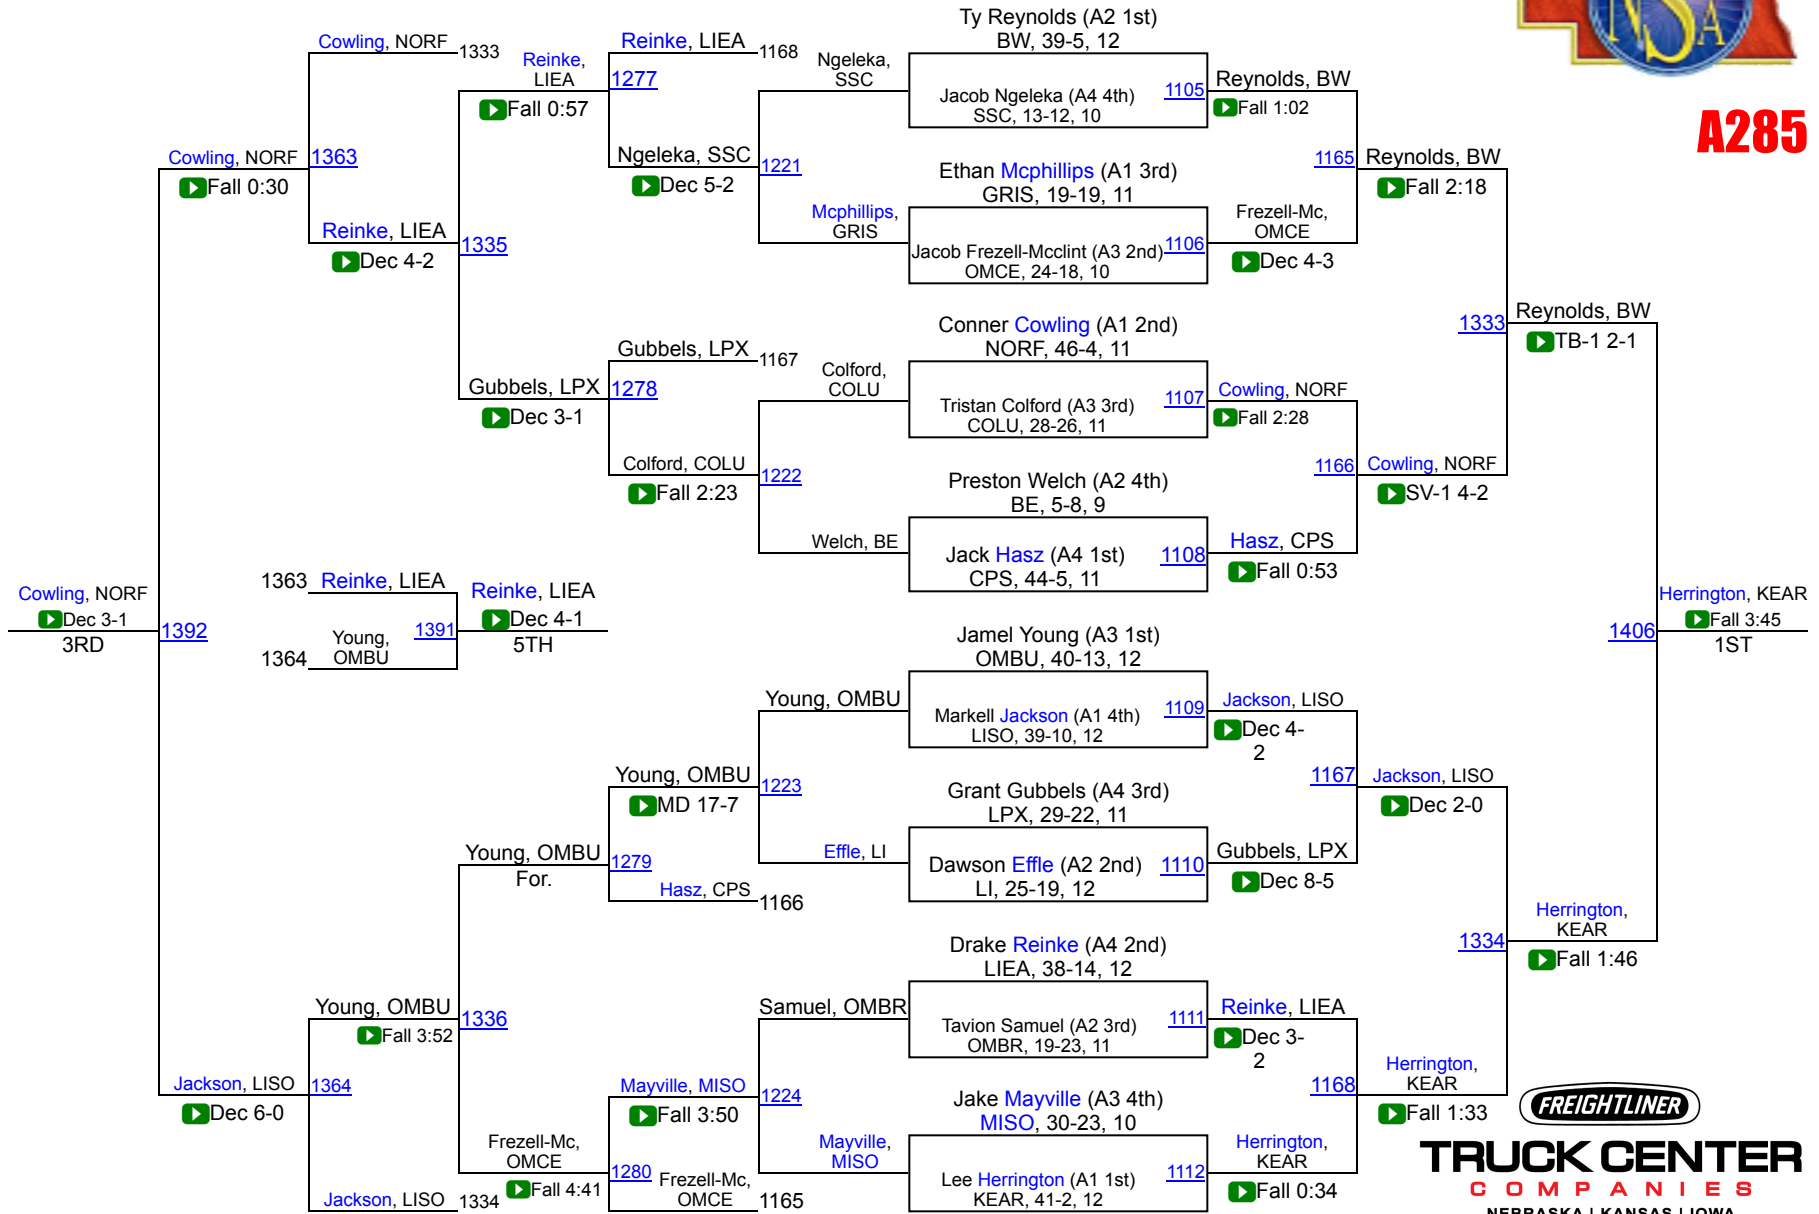 NSA
A285
Ty Reynolds (A2 1st)
BW, 39-5, 12
Jacob Ngeleka (A4 4th)
SSC, 13-12, 10
1105
Ethan Mcphillips (A1 3rd)
GRIS, 19-19, 11
Jacob Frezell-Mcclint (A3 2nd)
OMCE, 24-18, 10
1106
Conner Cowling (A1 2nd)
NORF, 46-4, 11
Tristan Colford (A3 3rd)
COLU, 28-26, 11
1107
Preston Welch (A2 4th)
BE, 5-8, 9
Jack Hasz (A4 1st)
CPS, 44-5, 11
1108
Jamel Young (A3 1st)
OMBU, 40-13, 12
Markell Jackson (A1 4th)
LISO, 39-10, 12
1109
Grant Gubbels (A4 3rd)
LPX, 29-22, 11
Dawson Effle (A2 2nd)
LI, 25-19, 12
1110
Drake Reinke (A4 2nd)
LIEA, 38-14, 12
Tavion Samuel (A2 3rd)
OMBR, 19-23, 11
1111
Jake Mayville (A3 4th)
MISO, 30-23, 10
Lee Herrington (A1 1st)
KEAR, 41-2, 12
1112
Reynolds, BW
Fall 1:02
Frezell-Mc,
OMCE
Dec 4-3
Cowling, NORF
Fall 2:28
Hasz, CPS
Fall 0:53
Jackson, LISO
Dec 4-
2
Gubbels, LPX
Dec 8-5
Reinke, LIEA
Dec 3-
2
Herrington,
KEAR
Fall 0:34
1165
Reynolds, BW
Fall 2:18
1166
Cowling, NORF
SV-1 4-2
1167
Jackson, LISO
Dec 2-0
1168
Herrington,
KEAR
Fall 1:33
1333
Reynolds, BW
TB-1 2-1
1334
Herrington,
KEAR
Fall 1:46
1406
Herrington, KEAR
Fall 3:45
1ST
Ngeleka,
SSC
Mcphillips,
GRIS
1221
Colford,
COLU
Welch, BE
1222
Young, OMBU
Effle, LI
1223
Samuel, OMBR
Mayville,
MISO
1224
Reinke, LIEA
1168
1277
Ngeleka, SSC
Dec 5-2
Gubbels, LPX
1167
1278
Colford, COLU
Fall 2:23
Young, OMBU
MD 17-7
1279
Hasz, CPS
1166
Mayville, MISO
Fall 3:50
1280
Frezell-Mc,
OMCE
1165
Reinke,
LIEA
Fall 0:57
1335
Gubbels, LPX
Dec 3-1
Young, OMBU
For.
1336
Frezell-Mc,
OMCE
Fall 4:41
Cowling, NORF
1333
1363
Reinke, LIEA
Dec 4-2
Young, OMBU
Fall 3:52
1364
Jackson, LISO
1334
Cowling, NORF
Fall 0:30
Jackson, LISO
Dec 6-0
1392
Cowling, NORF
Dec 3-1
3RD
1363
Reinke, LIEA
1364
Young,
OMBU
1391
Reinke, LIEA
Dec 4-1
5TH
FREIGHTLINER
TRUCK CENTER
COMPANIES
NEBRASKA | KANSAS | IOWA